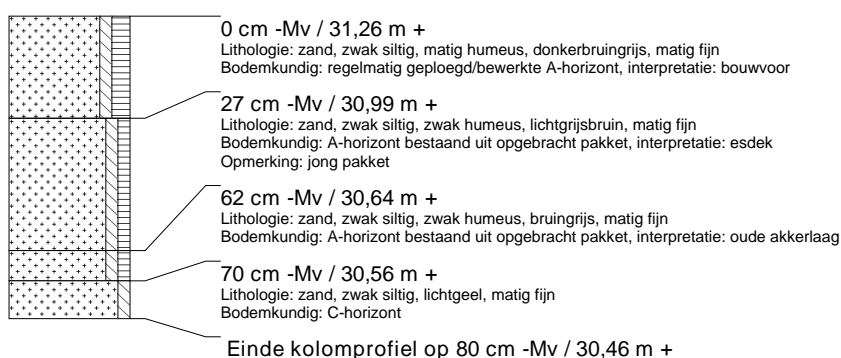 0 cm -Mv / 31,26 m +
Lithologie: zand, zwak siltig, matig humeus, donkerbruingrijs, matig fijn
Bodemkundig: regelmatig geploegd/bewerkte A-horizont, interpretatie: bouwvoor
27 cm -Mv / 30,99 m +
Lithologie: zand, zwak siltig, zwak humeus, lichtgrijsbruin, matig fijn
Bodemkundig: A-horizont bestaand uit opgebracht pakket, interpretatie: esdek
Opmerking: jong pakket
62 cm -Mv / 30,64 m +
Lithologie: zand, zwak siltig, zwak humeus, bruingrijs, matig fijn
Bodemkundig: A-horizont bestaand uit opgebracht pakket, interpretatie: oude akkerlaag
70 cm -Mv / 30,56 m +
Lithologie: zand, zwak siltig, lichtgeel, matig fijn
Bodemkundig: C-horizont
Einde kolomprofiel op 80 cm -Mv / 30,46 m +